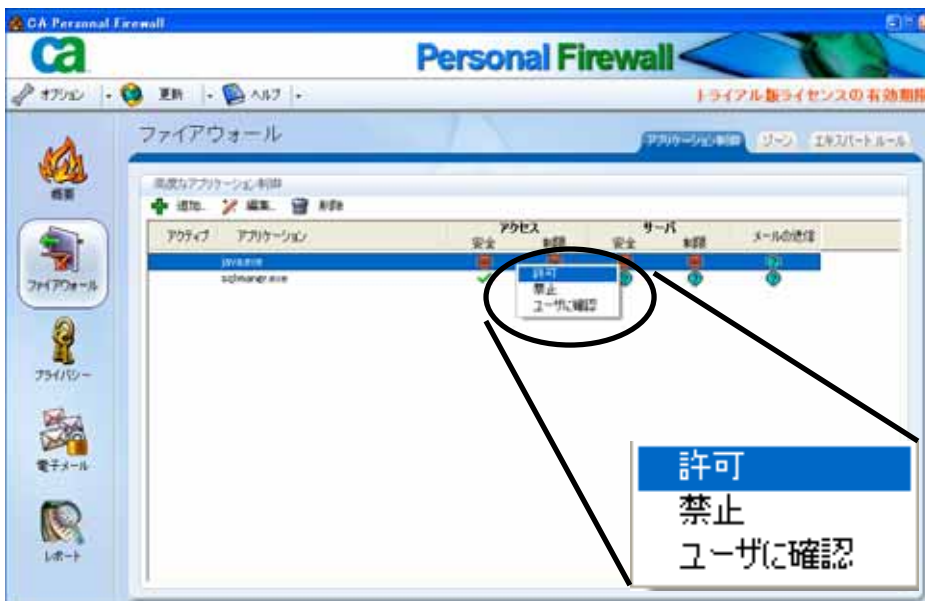 CA Personal Firewall
ca
Personal Firewall
オプション 更新 ヘルプ
トライアル版ライセンスの有効期限
ファイアウォール
アプリケーション制御 ゾーン エキスパート ルール
概要
高度なアプリケーション制御
追加... 編集... 削除
アクティブ アプリケーション アクセス サーバ メールの送信
安全 制限 安全 制限
java.exe
sqlmangr.exe
許可
禁止
ユーザに確認
ファイアウォール
プライバシー
電子メール
レポート
許可
禁止
ユーザに確認